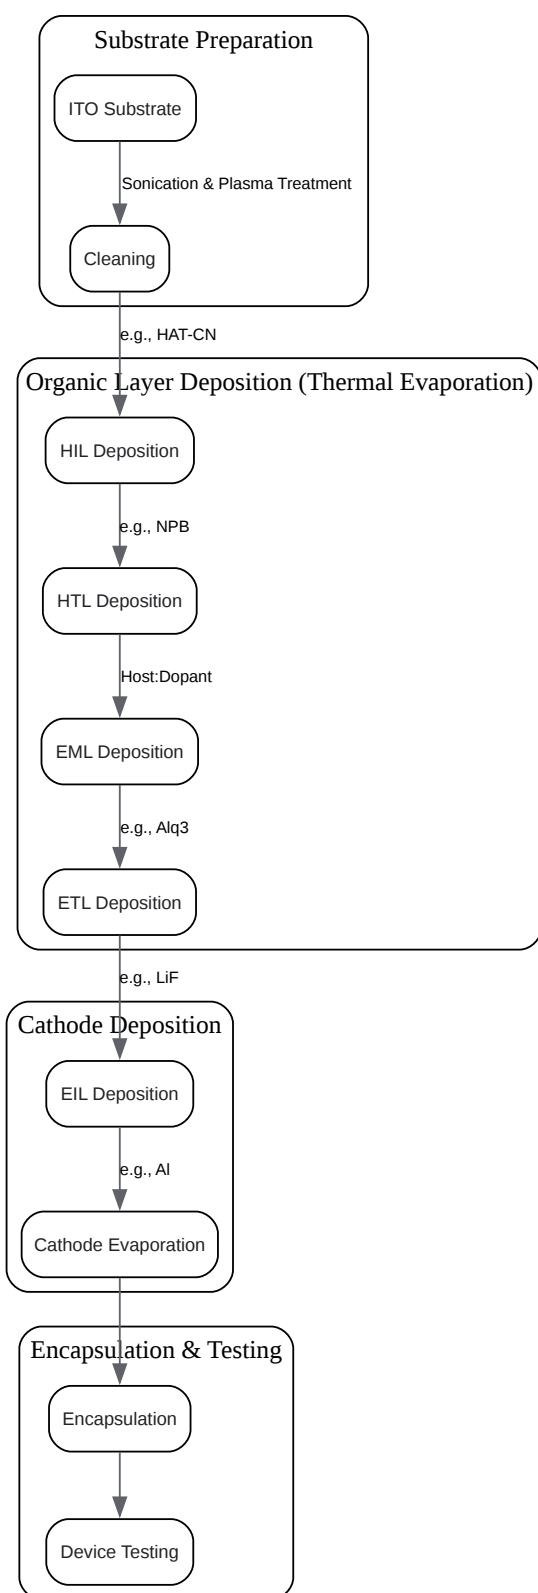 Substrate Preparation
ITO Substrate
Sonication & Plasma Treatment
Cleaning
e.g., HAT-CN
Organic Layer Deposition (Thermal Evaporation)
HIL Deposition
e.g., NPB
HTL Deposition
Host:Dopant
EML Deposition
e.g., Alq3
ETL Deposition
e.g., LiF
Cathode Deposition
EIL Deposition
e.g., Al
Cathode Evaporation
Encapsulation & Testing
Encapsulation
Device Testing